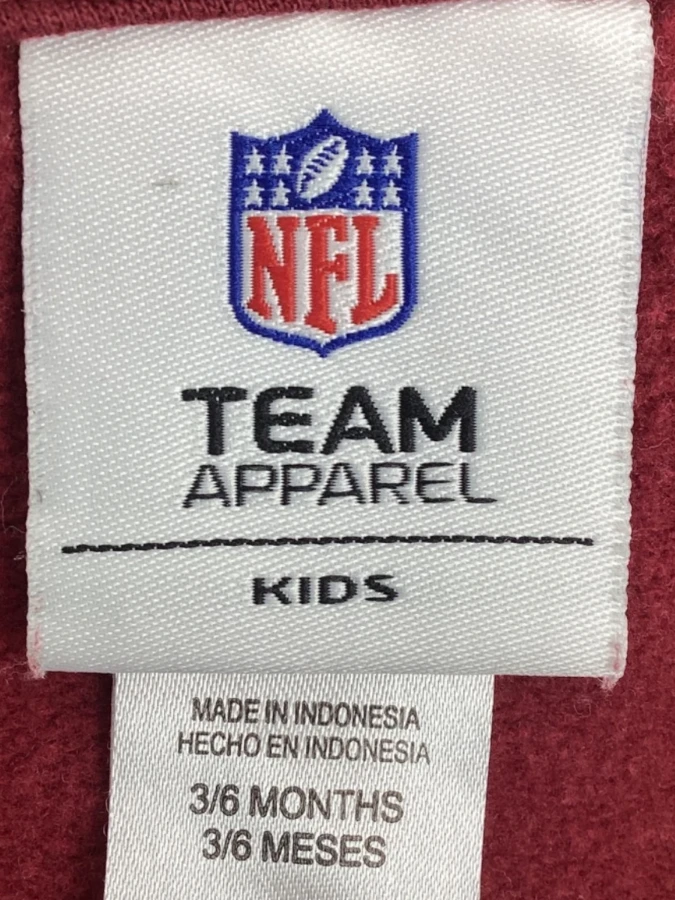 NFL
TEAM
APPAREL
KIDS
MADE IN INDONESIA
HECHO EN INDONESIA
3/6 MONTHS
3/6 MESES